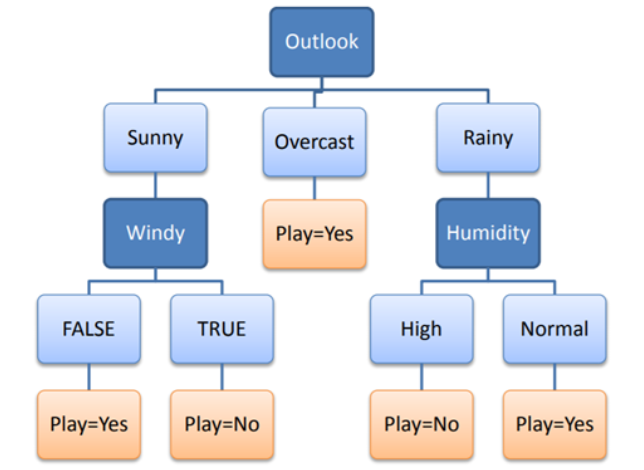 Outlook
Sunny
Overcast
Rainy
Windy
Play=Yes
Humidity
FALSE
TRUE
High
Normal
Play=Yes
Play=No
Play=No
Play=Yes